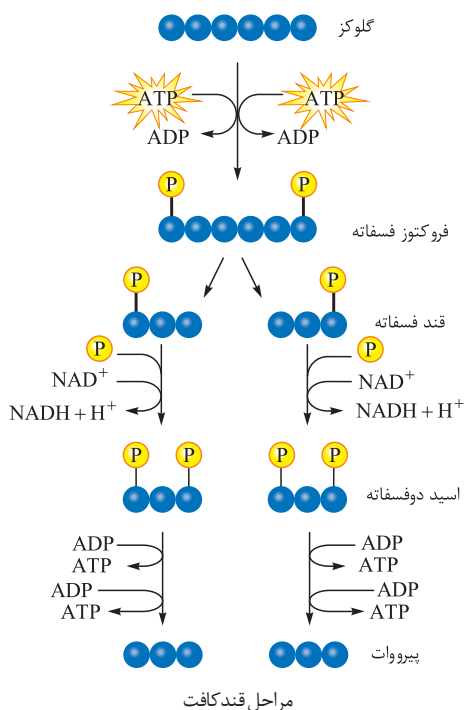 گلوکز
ATP ATP
ADP ADP
P P
فروکتوز فسفاته
P P
قند فسفاته
P P
NAD⁺ NAD⁺
NADH + H⁺ NADH + H⁺
P P P P
اسید دوفسفاته
ADP ADP
ATP ATP
ADP ADP
ATP ATP
پیرووات
مراحل قندکافت